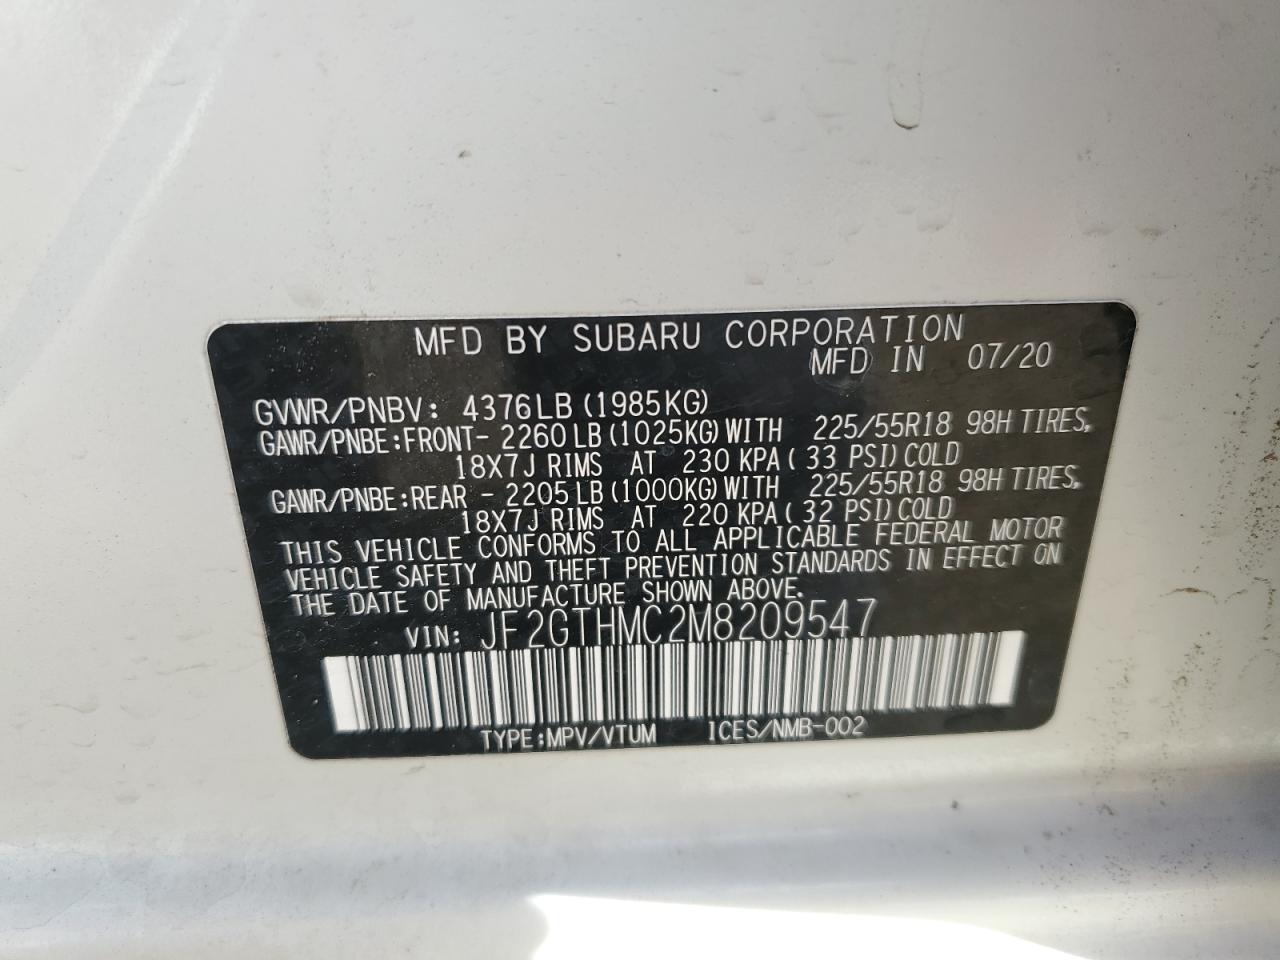 MFD BY SUBARU CORPORATION
MFD IN 07/20
GVWR/PNBV: 4376LB (1985KG)
GAWR/PNBE:FRONT- 2260 LB (1025KG) WITH 225/55R18 98H TIRES,
18X7J RIMS AT 230 KPA ( 33 PSI) COLD
GAWR/PNBE:REAR - 2205 LB (1000KG) WITH 225/55R18 98H TIRES,
18X7J RIMS AT 220 KPA ( 32 PSI) COLD
THIS VEHICLE CONFORMS TO ALL APPLICABLE FEDERAL MOTOR
VEHICLE SAFETY AND THEFT PREVENTION STANDARDS IN EFFECT ON
THE DATE OF MANUFACTURE SHOWN ABOVE.
VIN: JF2GTHMC2M8209547
TYPE:MPV/VTUM ICES/NMB-002